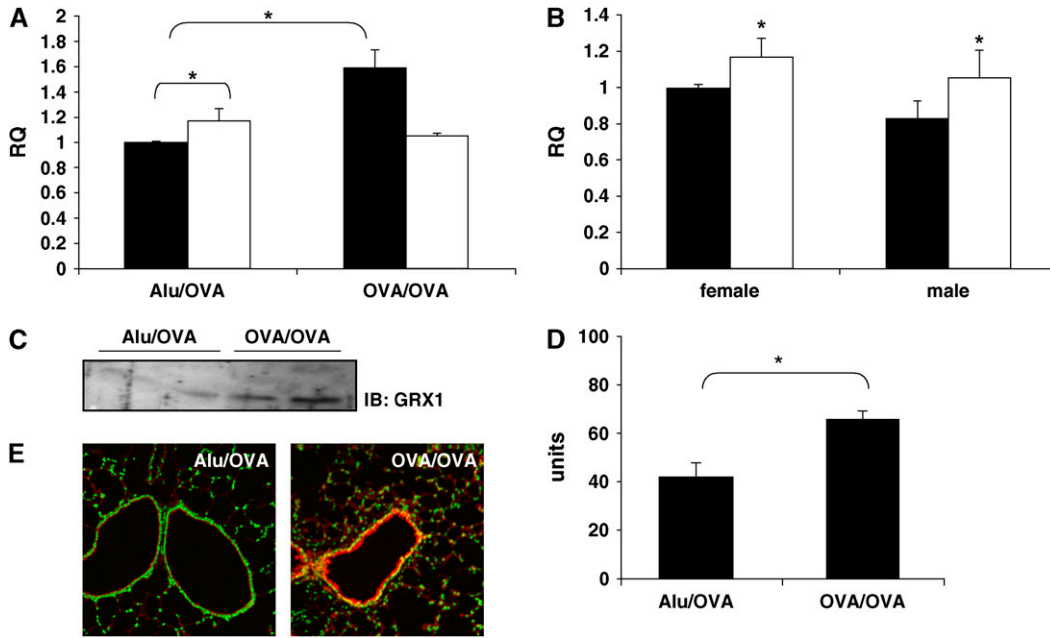 A
RQ
2
1.8
1.6
1.4
1.2
1
0.8
0.6
0.4
0.2
0
*
*
Alu/OVA OVA/OVA
B
RQ
1.4
1.2
1
0.8
0.6
0.4
0.2
0
*
*
female male
C
Alu/OVA OVA/OVA
IB: GRX1
D
units
100
80
60
40
20
0
*
Alu/OVA OVA/OVA
E
Alu/OVA
OVA/OVA